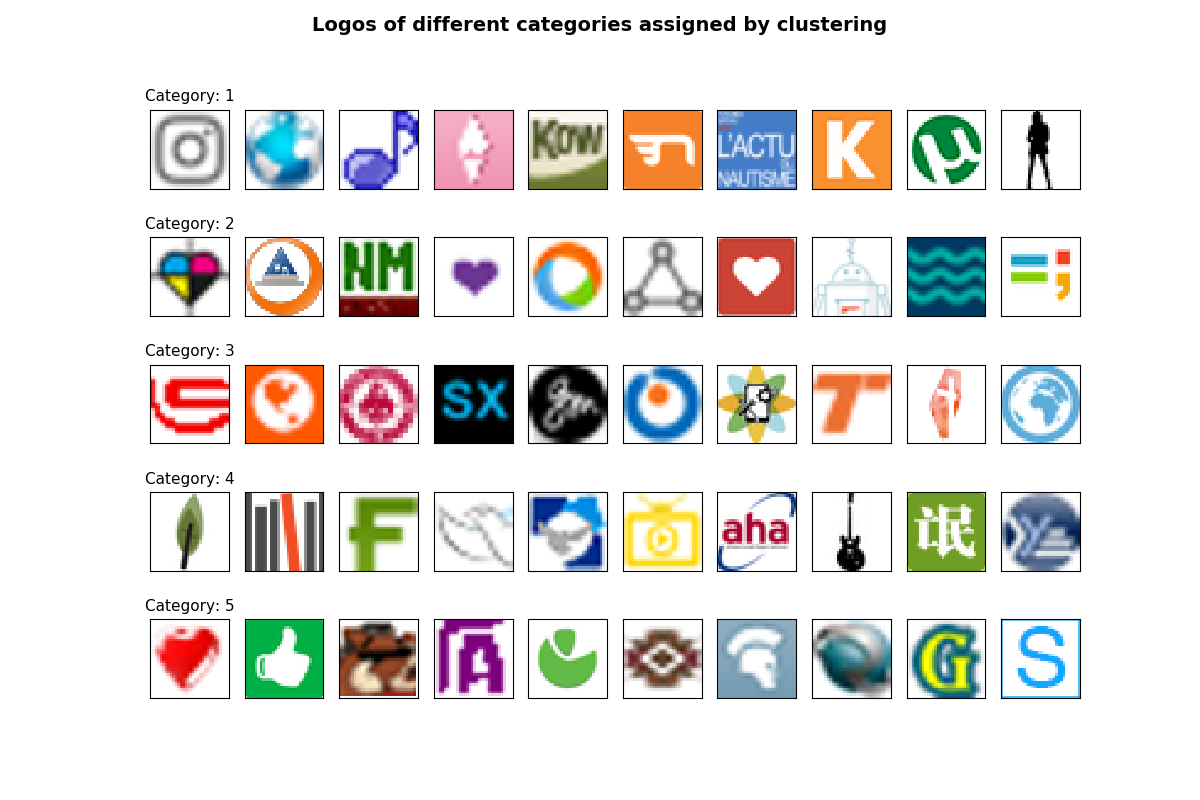 Logos of different categories assigned by clustering
Category: 1
KOW
L'ACTU
NAUTISME
K
µ
Category: 2
NM
Category: 3
SX
T
Category: 4
F
aha
氓
Category: 5
A
G
S